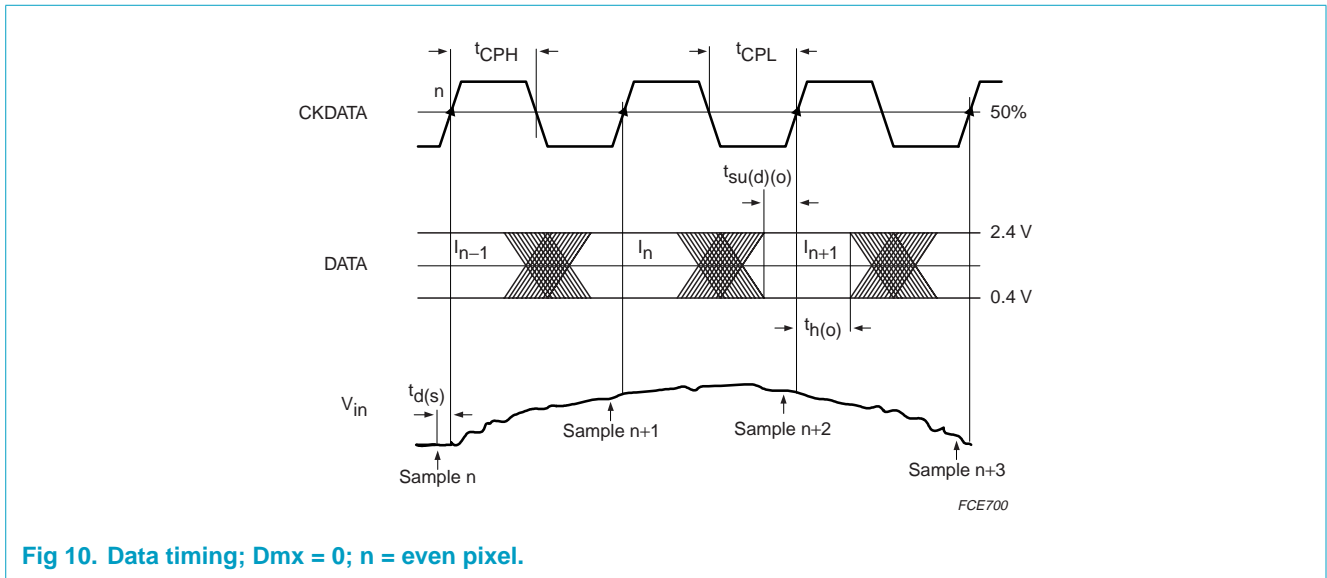 tCPH
tCPL
n
CKDATA
50%
tsu(d)(o)
2.4 V
In−1
In
In+1
DATA
0.4 V
th(o)
td(s)
Vin
Sample n+1
Sample n+2
Sample n
Sample n+3
FCE700
Fig 10. Data timing; Dmx = 0; n = even pixel.